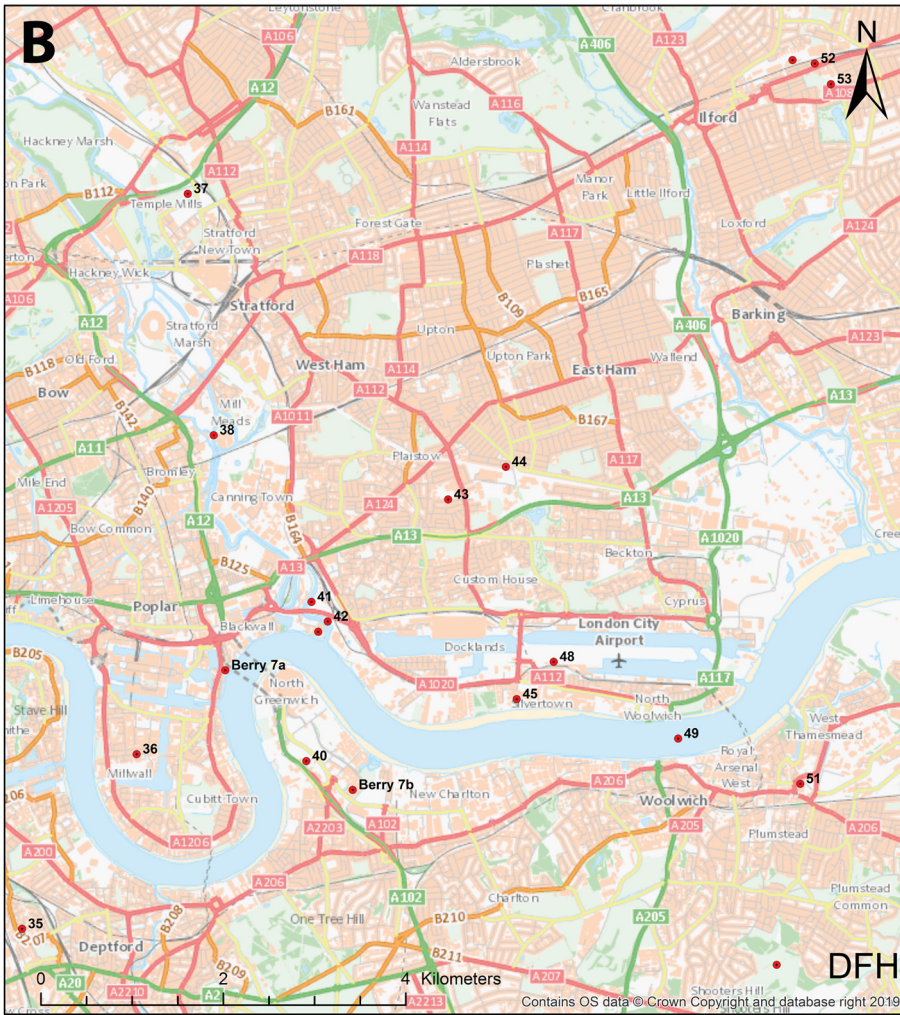 B
Leytonstone
Cranbrook
N
A106
A406
A123
52
Aldersbrook
A12
53
A108
Wanstead
Flats
A116
B161
Ilford
Hackney Marsh
A114
A112
Manor
Park
on Park
B112
37
Temple Mills
Little Ilford
Forest Gate
Loxford
A124
Stratford
New Town
A117
erton
A118
Plashet
Hackney Wick
A106
B109
B165
Stratford
Barking
A12
Stratford
Marsh
Upton
A406
A123
B118
Old Ford
West Ham
Upton Park
Wallend
A114
East Ham
Bow
A112
A13
B142
Mill
Meads
A1011
B167
38
A11
Plaistow
44
A117
Bromley
Mile End
43
A13
B140
Canning Town
A124
A1205
A12
B164
A13
A1020
Bow Common
Cree
Beckton
B125
A13
Custom House
41
Cyprus
Limehouse
Poplar
42
London City
Airport
Blackwall
Docklands
B205
48
Berry 7a
A112
A117
A1020
North
Greenwich
45
North
Woolwich
Silvertown
Stave Hill
West
Thamesmead
49
Royal
Arsenal
West
36
40
51
Millwall
A206
Berry 7b
New Charlton
Cubitt Town
Woolwich
A2203
A102
A205
A206
A1206
Plumstead
A200
A206
Plumstead
Common
A102
Charlton
35
B207
B208
One Tree Hill
B210
A205
Deptford
B211
DFH
B209
0
2
4
Kilometers
A20
A2210
A2
A2213
A207
Shooters Hill
Contains OS data © Crown Copyright and database right 2019